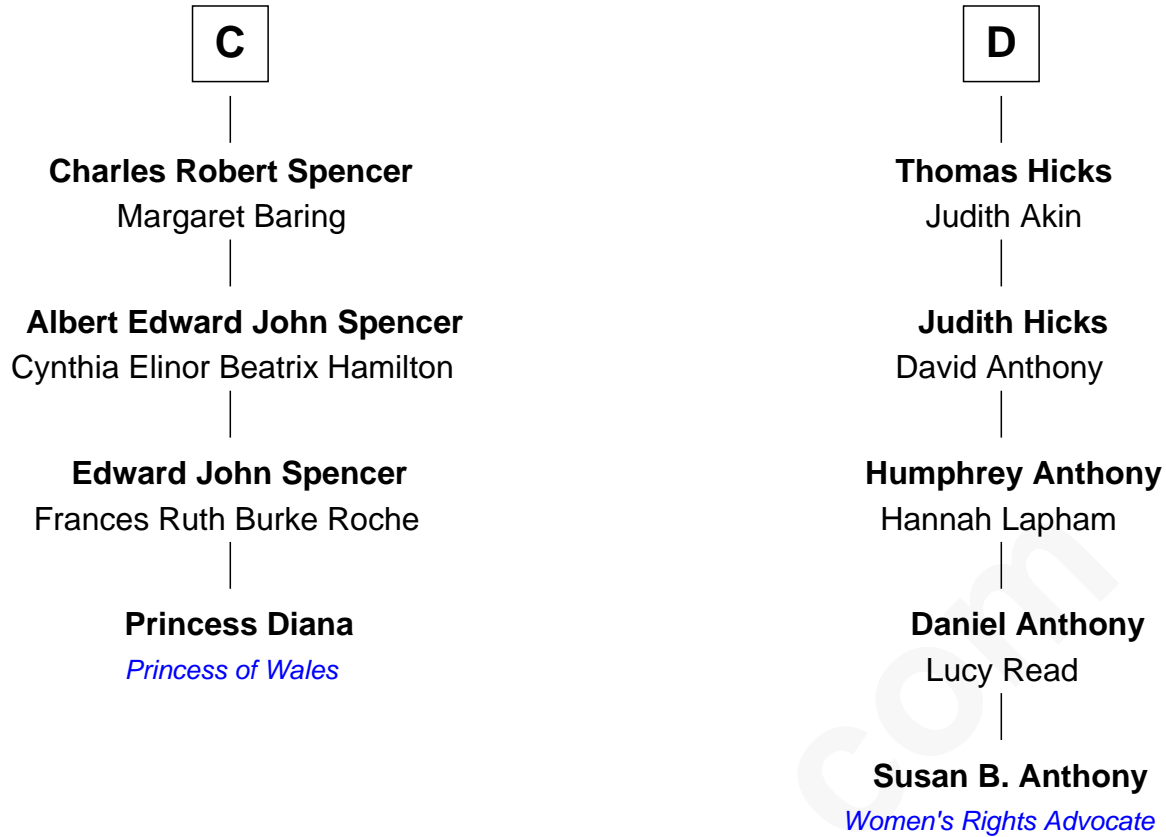 C
Charles Robert Spencer
Margaret Baring
Albert Edward John Spencer
Cynthia Elinor Beatrix Hamilton
Edward John Spencer
Frances Ruth Burke Roche
Princess Diana
Princess of Wales
D
Thomas Hicks
Judith Akin
Judith Hicks
David Anthony
Humphrey Anthony
Hannah Lapham
Daniel Anthony
Lucy Read
Susan B. Anthony
Women's Rights Advocate
com